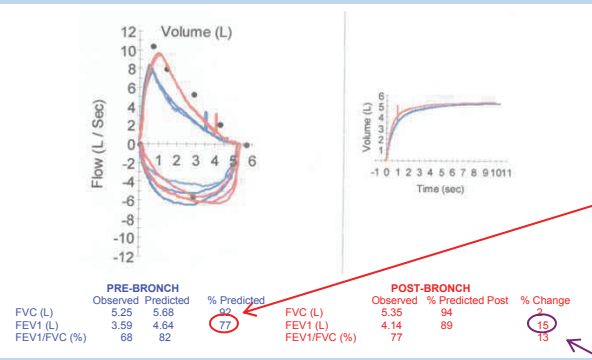 Volume (L)
12
10
8
6
4
2
0
-2
-4
-6
-8
-10
-12
1 2 3 4 5 6
Flow (L / Sec)
6
5
4
3
2
1
Volume (L)
-1 0 1 2 3 4 5 6 7 8 9 1011
Time (sec)
PRE-BRONCH
Observed Predicted % Predicted
FVC (L) 5.25 5.68 92
FEV1 (L) 3.59 4.64 77
FEV1/FVC (%) 68 82
POST-BRONCH
Observed % Predicted Post % Change
FVC (L) 5.35 94 2
FEV1 (L) 4.14 89 15
FEV1/FVC (%) 77 13